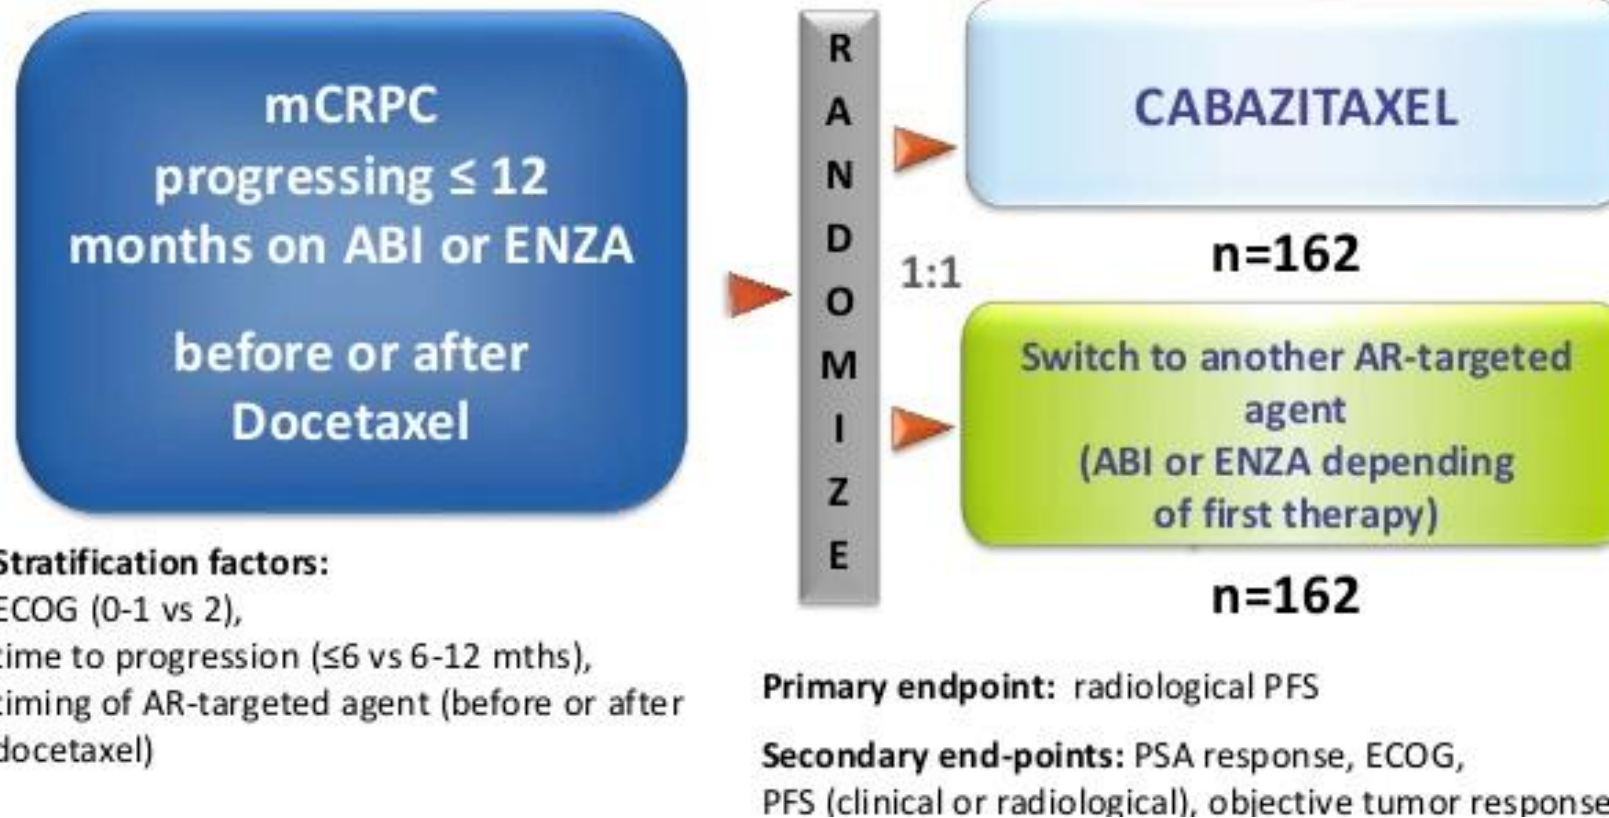 mCRPC
progressing ≤ 12
months on ABI or ENZA
before or after
Docetaxel
Stratification factors:
ECOG (0-1 vs 2),
time to progression (≤6 vs 6-12 mths),
timing of AR-targeted agent (before or after
docetaxel)
R
A
N
D
O
M
I
Z
E
1:1
CABAZITAXEL
n=162
Switch to another AR-targeted
agent
(ABI or ENZA depending
of first therapy)
n=162
Primary endpoint: radiological PFS
Secondary end-points: PSA response, ECOG,
PFS (clinical or radiological), objective tumor response